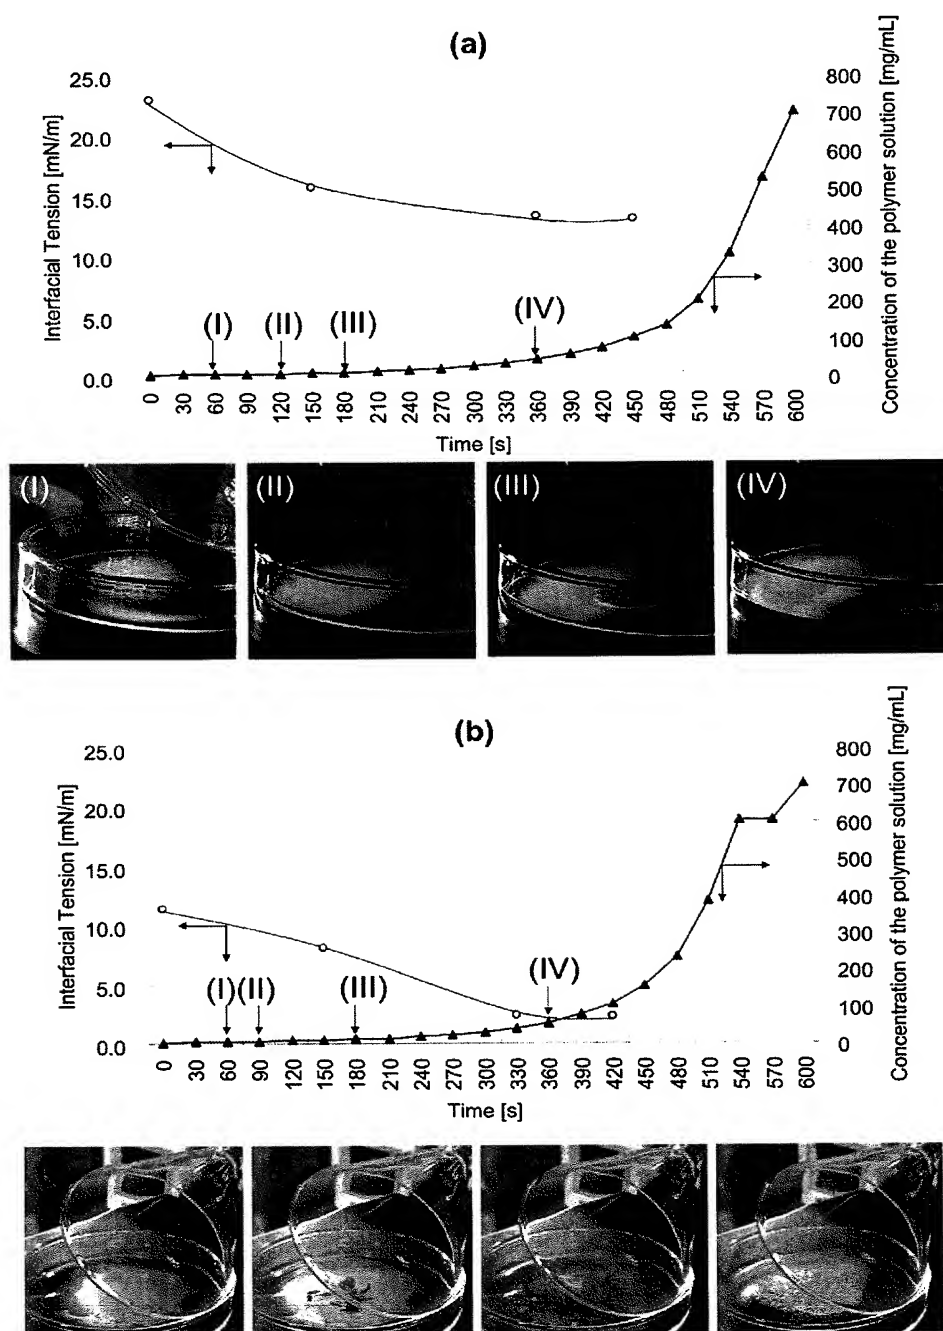 (a)
Interfacial Tension [mN/m]
25.0
20.0
15.0
10.0
5.0
0.0
(I)
(II)
(III)
(IV)
800
700
600
500
400
300
200
100
0
Concentration of the polymer solution [mg/mL]
0 30 60 90 120 150 180 210 240 270 300 330 360 390 420 450 480 510 540 570 600
Time [s]
(I)
(II)
(III)
(IV)
(b)
Interfacial Tension [mN/m]
25.0
20.0
15.0
10.0
5.0
0.0
(I)
(II)
(III)
(IV)
800
700
600
500
400
300
200
100
0
Concentration of the polymer solution [mg/mL]
0 30 60 90 120 150 180 210 240 270 300 330 360 390 420 450 480 510 540 570 600
Time [s]